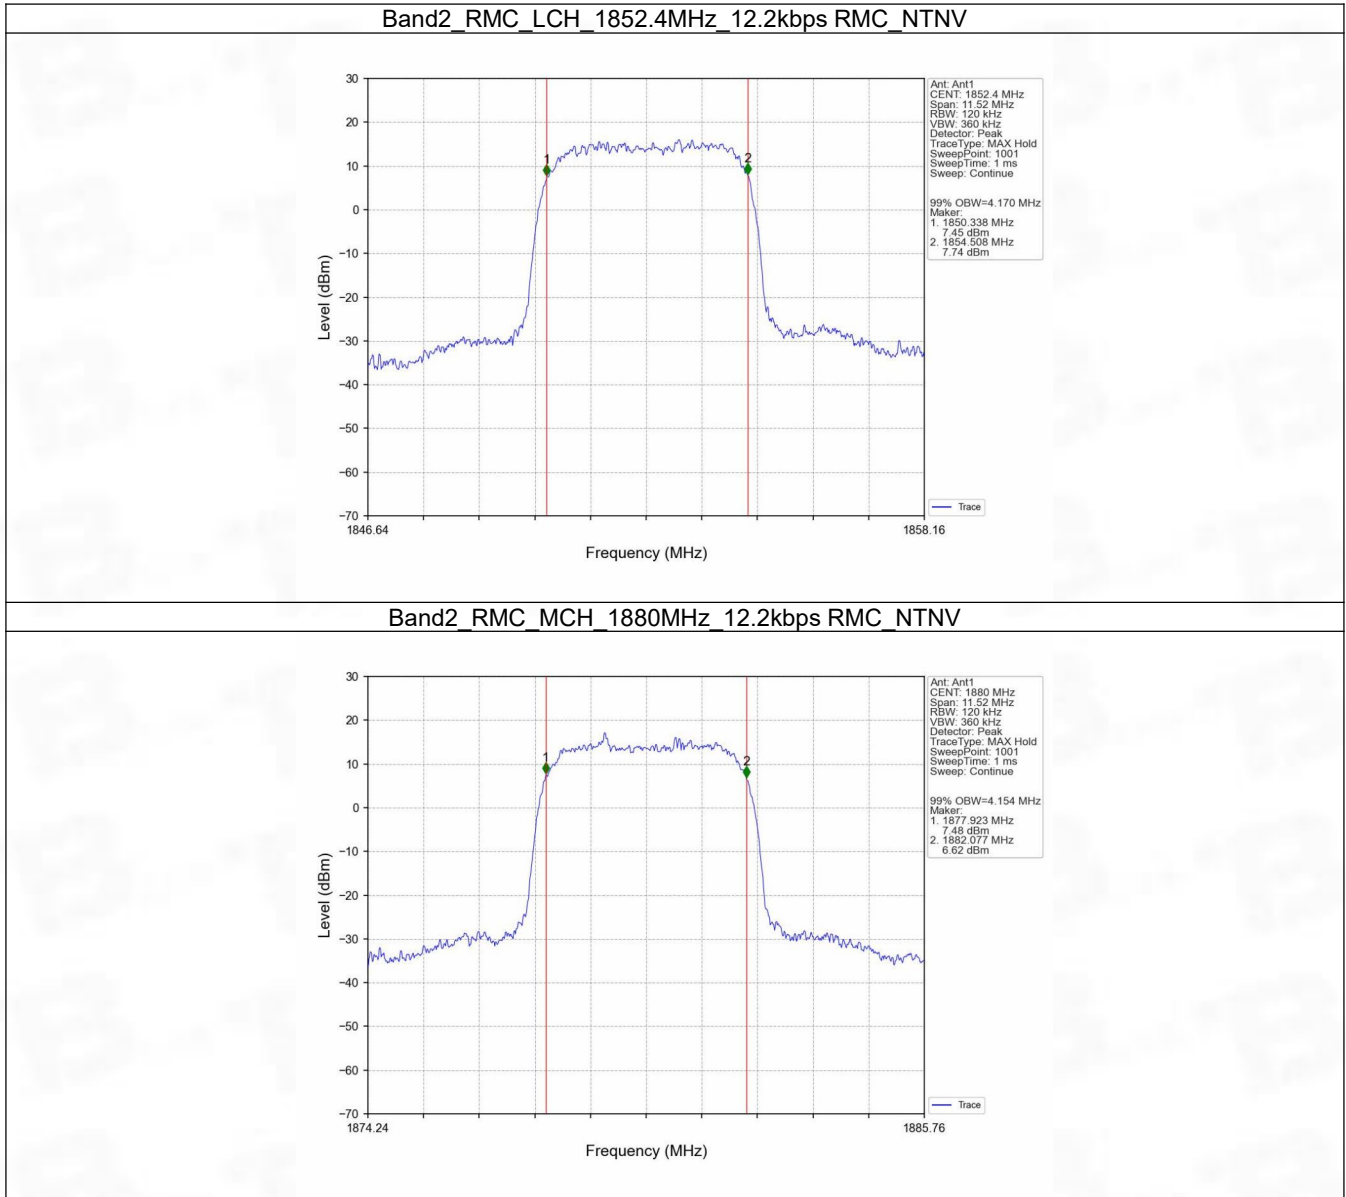 Band2_RMC_LCH_1852.4MHz_12.2kbps RMC_NTNV
30
20
10
0
−10
−20
−30
−40
−50
−60
−70
Level (dBm)
1
2
1846.64
1858.16
Frequency (MHz)
Ant: Ant1
CENT: 1852.4 MHz
Span: 11.52 MHz
RBW: 120 kHz
VBW: 360 kHz
Detector: Peak
TraceType: MAX Hold
SweepPoint: 1001
SweepTime: 1 ms
Sweep: Continue
99% OBW=4.170 MHz
Maker:
1. 1850.338 MHz
7.45 dBm
2. 1854.508 MHz
7.74 dBm
Trace
Band2_RMC_MCH_1880MHz_12.2kbps RMC_NTNV
30
20
10
0
−10
−20
−30
−40
−50
−60
−70
Level (dBm)
1
2
1874.24
1885.76
Frequency (MHz)
Ant: Ant1
CENT: 1880 MHz
Span: 11.52 MHz
RBW: 120 kHz
VBW: 360 kHz
Detector: Peak
TraceType: MAX Hold
SweepPoint: 1001
SweepTime: 1 ms
Sweep: Continue
99% OBW=4.154 MHz
Maker:
1. 1877.923 MHz
7.48 dBm
2. 1882.077 MHz
6.62 dBm
Trace